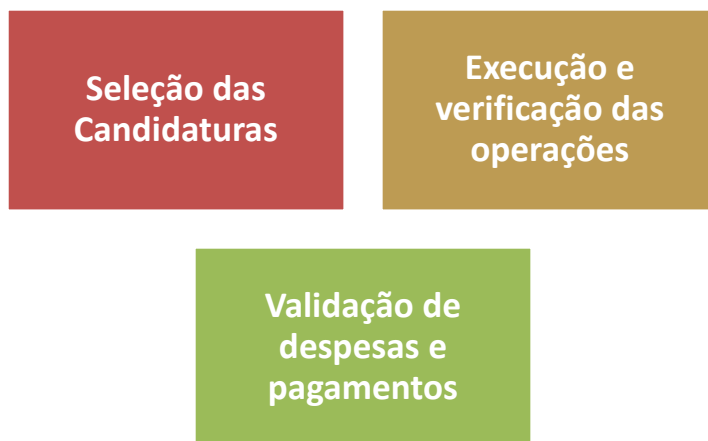 Seleção das
Candidaturas
Execução e
verificação das
operações
Validação de
despesas e
pagamentos